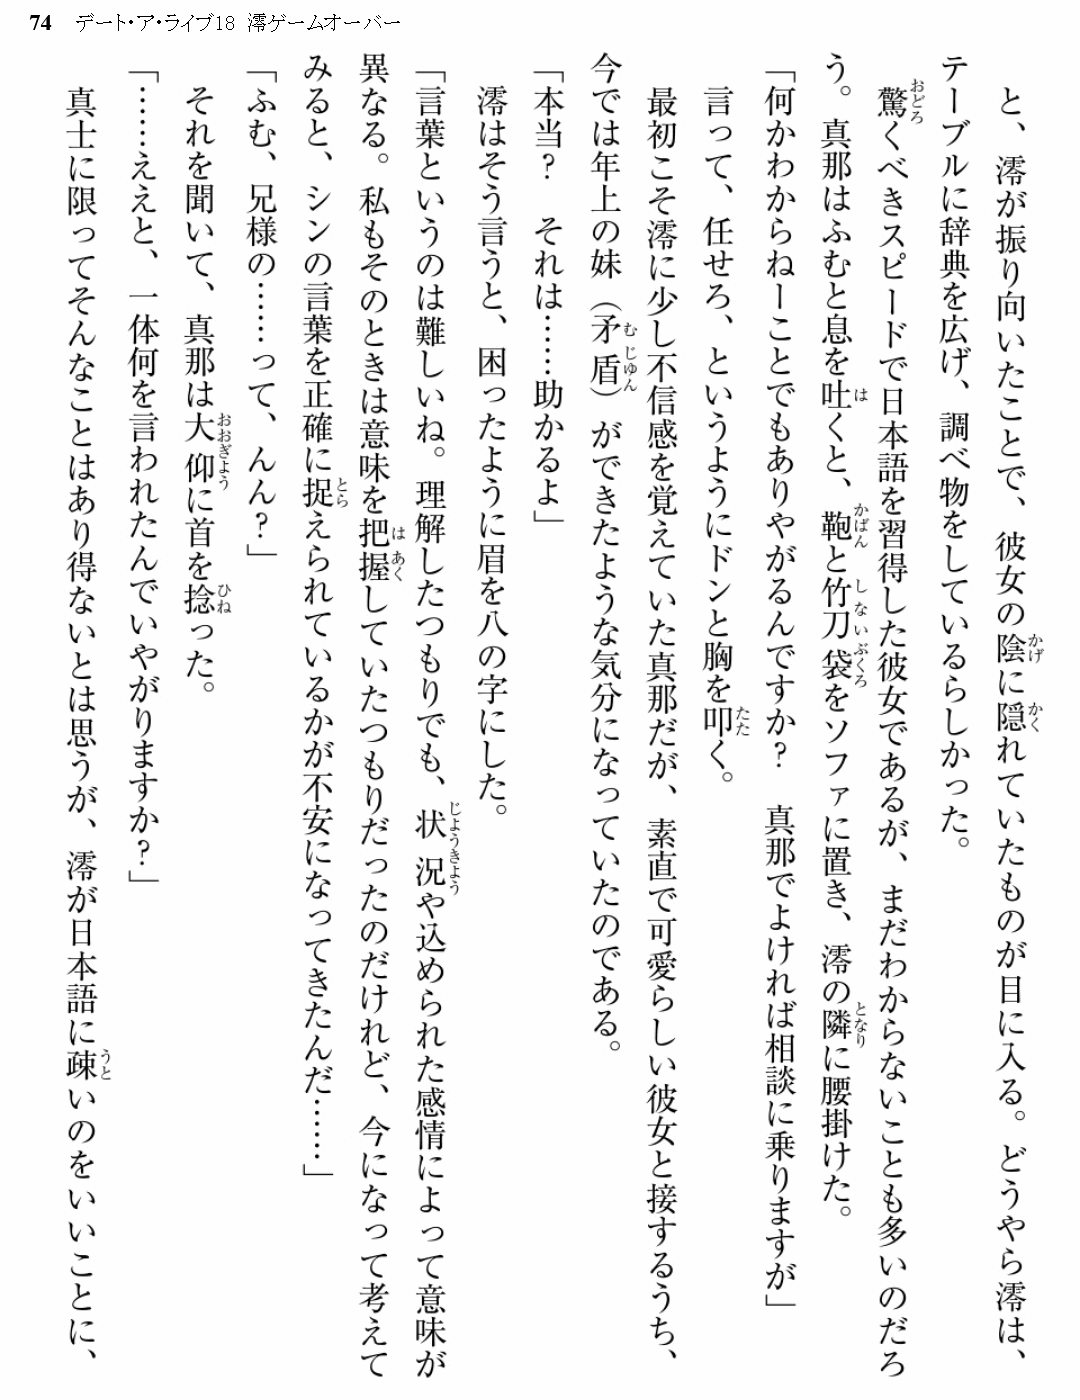 74 デート・ア・ライブ18 澪ゲームオーバー
と、澪が振り向いたことで、彼女の陰に隠れていたものが目に入る。どうやら澪は、
テーブルに辞典を広げ、調べ物をしているらしかった。
驚くべきスピードで日本語を習得した彼女であるが、まだわからないことも多いのだろ
う。真那はふむと息を吐くと、鞄と竹刀袋をソファに置き、澪の隣に腰掛けた。
「何かわからねーことでもありやがるんですか? 真那でよければ相談に乗りますが」
言って、任せろ、というようにドンと胸を叩く。
最初こそ澪に少し不信感を覚えていた真那だが、素直で可愛らしい彼女と接するうち、
今では年上の妹（矛盾）ができたような気分になっていたのである。
「本当? それは……助かるよ」
澪はそう言うと、困ったように眉を八の字にした。
「言葉というのは難しいね。理解したつもりでも、状況や込められた感情によって意味が
異なる。私もそのときは意味を把握していたつもりだったのだけれど、今になって考えて
みると、シンの言葉を正確に捉えられているかが不安になってきたんだ……」
「ふむ、兄様の……って、んん?」
それを聞いて、真那は大仰に首を捻った。
「……ええと、一体何を言われたんでいやがりますか?」
真士に限ってそんなことはあり得ないとは思うが、澪が日本語に疎いのをいいことに、